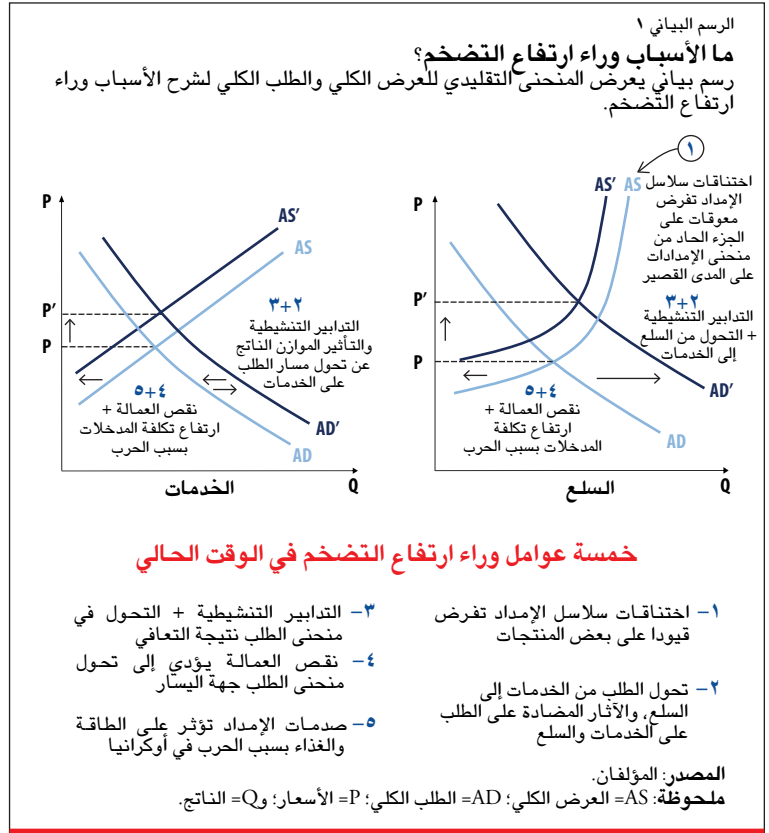 الرسم البياني ١
ما الأسباب وراء ارتفاع التضخم؟
رسم بياني يعرض المنحنى التقليدي للعرض الكلي والطلب الكلي لشرح الأسباب وراء
ارتفاع التضخم.
١
اختناقات سلاسل
الإمداد تفرض
معوقات على
الجزء الحاد من
منحنى الإمدادات
على المدى القصير
٢+٣
التدابير التنشيطية
+ التحول من السلع
إلى الخدمات
P
AS′ AS
P′
P
٤+٥
نقص العمالة +
ارتفاع تكلفة
المدخلات بسبب الحرب
AD′
AD
Q
السلع
P
AS′
AS
P′
P
٢+٣
التدابير التنشيطية
والتأثير الموازن الناتج
عن تحول مسار الطلب
على الخدمات
٤+٥
نقص العمالة +
ارتفاع تكلفة المدخلات
بسبب الحرب
AD′
AD
Q
الخدمات
خمسة عوامل وراء ارتفاع التضخم في الوقت الحالي
١– اختناقات سلاسل الإمداد تفرض
قيودا على بعض المنتجات
٢– تحول الطلب من الخدمات إلى
السلع، والآثار المضادة على الطلب
على الخدمات والسلع
٣– التدابير التنشيطية + التحول في
منحنى الطلب نتيجة التعافي
٤– نقص العمالة يؤدي إلى تحول
منحنى الطلب جهة اليسار
٥– صدمات الإمداد تؤثر على الطاقة
والغذاء بسبب الحرب في أوكرانيا
المصدر: المؤلفان.
ملحوظة: AS= العرض الكلي؛ AD= الطلب الكلي؛ P= الأسعار؛ وQ= الناتج.